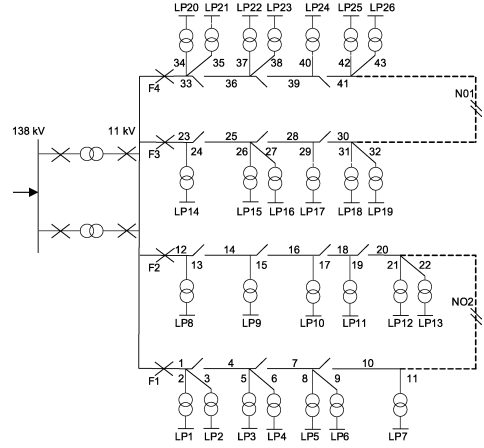 LP20 LP21 LP22 LP23 LP24 LP25 LP26
34 35 37 38 40 42 43
33 36 39 41
F4
N01
138 kV 11 kV
23 25 28 30
F3
24 26 27 29 31 32
LP14 LP15 LP16 LP17 LP18 LP19
12 14 16 18 20
F2
13 15 17 19 21 22
LP8 LP9 LP10 LP11 LP12 LP13
NO2
1 4 7 10
F1
2 3 5 6 8 9 11
LP1 LP2 LP3 LP4 LP5 LP6 LP7